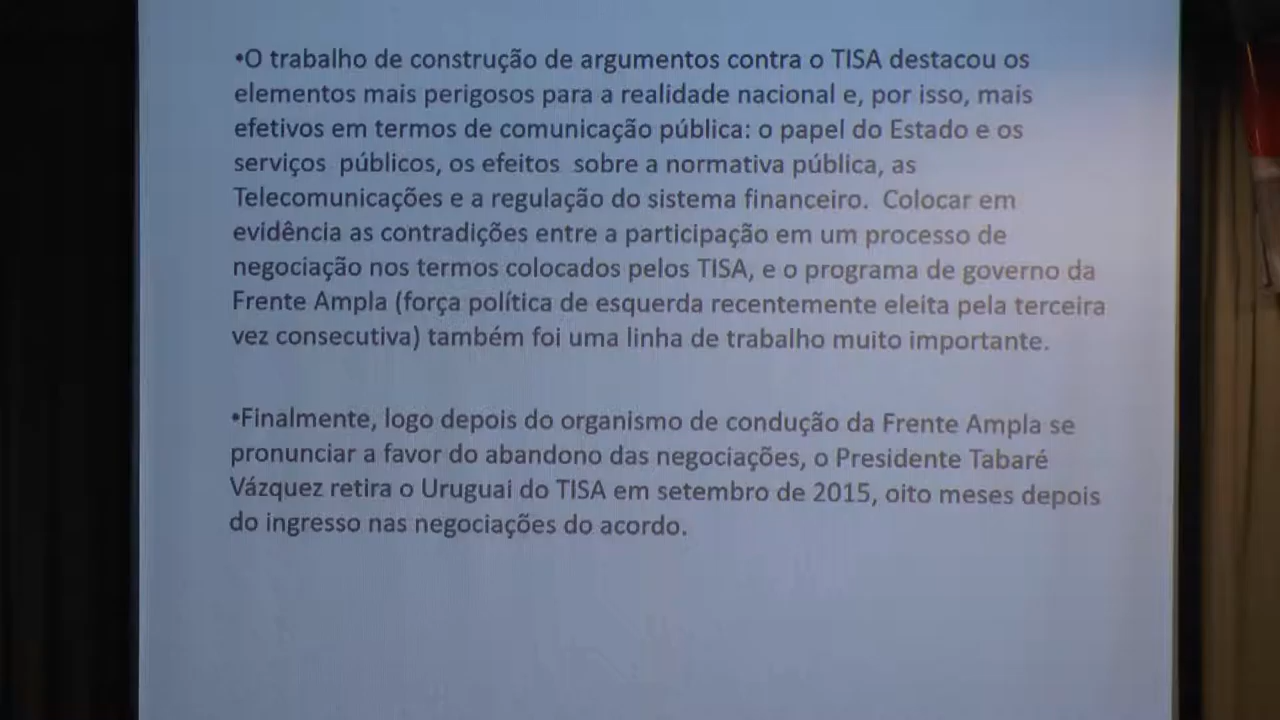 •O trabalho de construção de argumentos contra o TISA destacou os
elementos mais perigosos para a realidade nacional e, por isso, mais
efetivos em termos de comunicação pública: o papel do Estado e os
serviços  públicos, os efeitos  sobre a normativa pública, as
Telecomunicações e a regulação do sistema financeiro.  Colocar em
evidência as contradições entre a participação em um processo de
negociação nos termos colocados pelos TISA, e o programa de governo da
Frente Ampla (força política de esquerda recentemente eleita pela terceira
vez consecutiva) também foi uma linha de trabalho muito importante.
•Finalmente, logo depois do organismo de condução da Frente Ampla se
pronunciar a favor do abandono das negociações, o Presidente Tabaré
Vázquez retira o Uruguai do TISA em setembro de 2015, oito meses depois
do ingresso nas negociações do acordo.